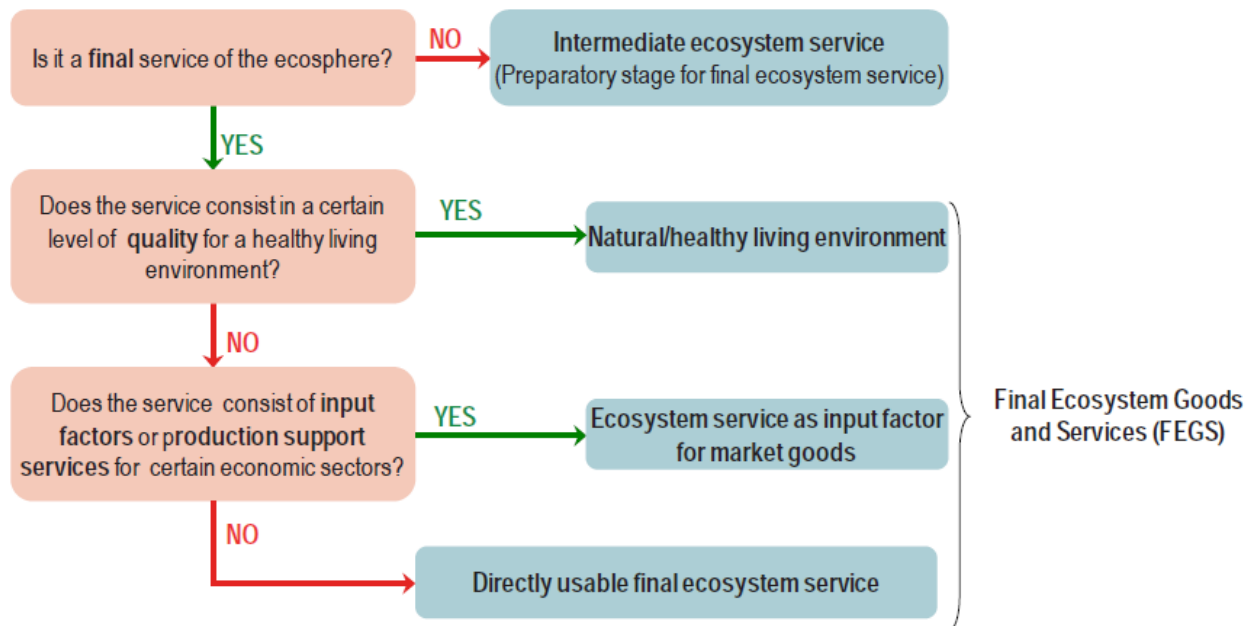 Is it a final service of the ecosphere?
NO
Intermediate ecosystem service
(Preparatory stage for final ecosystem service)
YES
Does the service consist in a certain
level of quality for a healthy living
environment?
YES
Natural/healthy living environment
NO
Does the service consist of input
factors or production support
services for certain economic sectors?
YES
Ecosystem service as input factor
for market goods
Final Ecosystem Goods
and Services (FEGS)
NO
Directly usable final ecosystem service